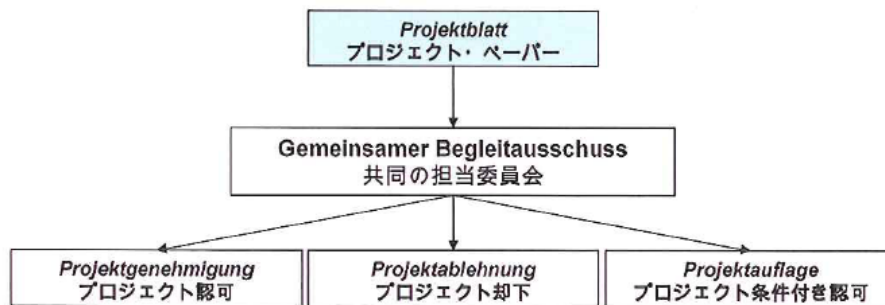 Projektblatt
プロジェクト・ペーパー
Gemeinsamer Begleitausschuss
共同の担当委員会
Projektgenehmigung
プロジェクト認可
Projektablehnung
プロジェクト却下
Projektauflage
プロジェクト条件付き認可